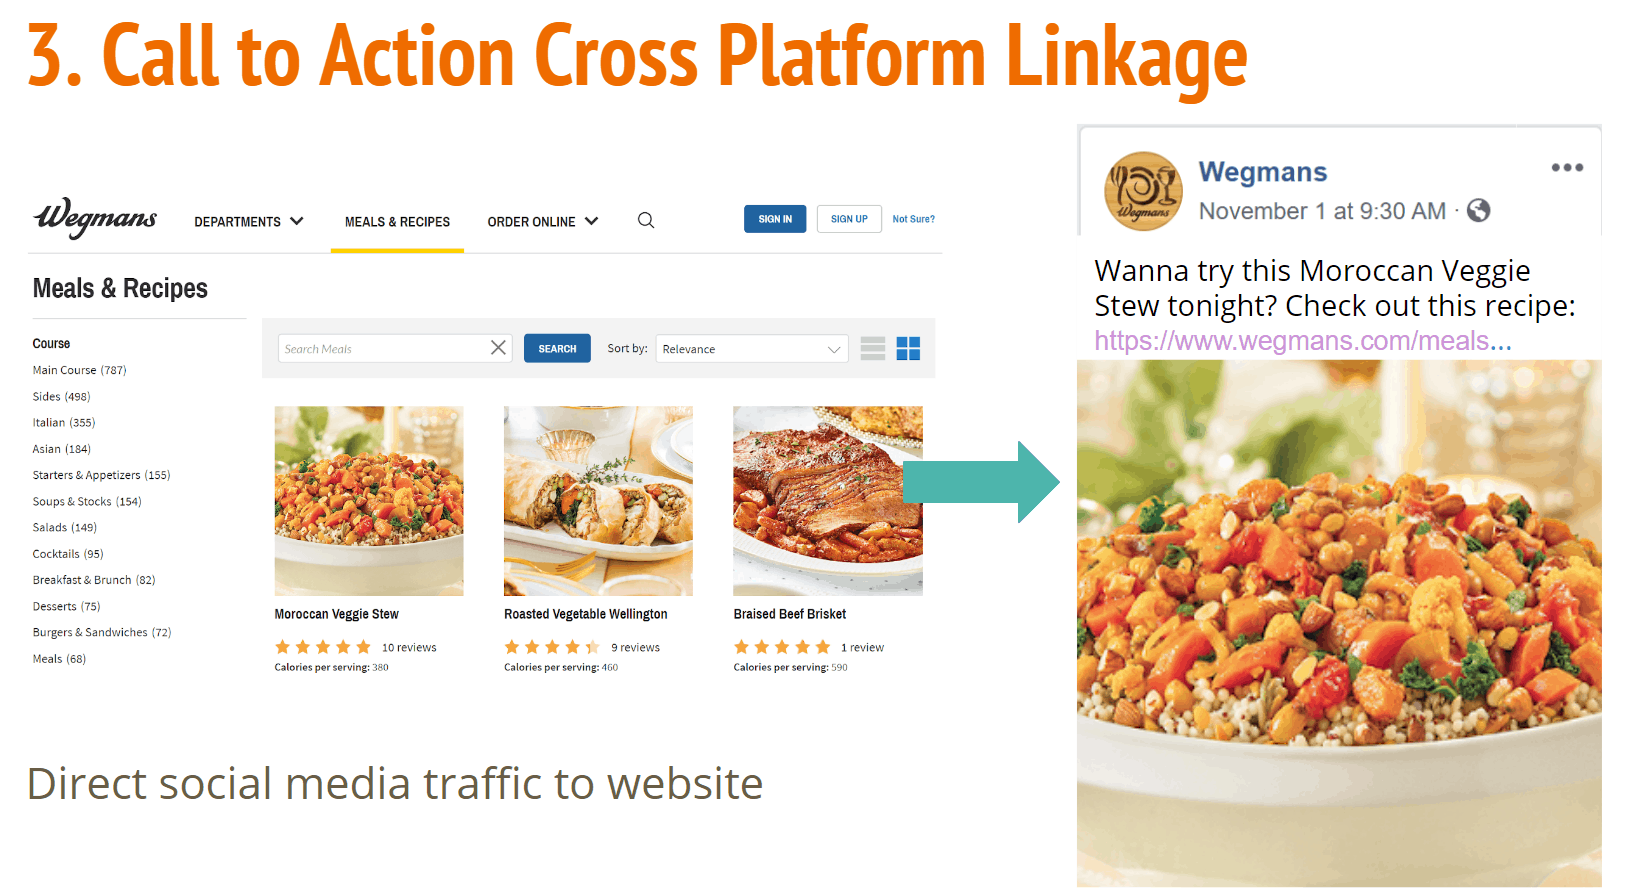 3. Call to Action Cross Platform Linkage
Wegmans
DEPARTMENTS
MEALS & RECIPES
ORDER ONLINE
SIGN IN
SIGN UP
Not Sure?
Meals & Recipes
Course
Main Course (787)
Sides (498)
Italian (355)
Asian (184)
Starters & Appetizers (155)
Soups & Stocks (154)
Salads (149)
Cocktails (95)
Breakfast & Brunch (82)
Desserts (75)
Burgers & Sandwiches (72)
Meals (68)
Search Meals
SEARCH
Sort by:
Relevance
Moroccan Veggie Stew
10 reviews
Calories per serving: 380
Roasted Vegetable Wellington
9 reviews
Calories per serving: 460
Braised Beef Brisket
1 review
Calories per serving: 590
Wegmans
Wegmans
November 1 at 9:30 AM ·
Wanna try this Moroccan Veggie
Stew tonight? Check out this recipe:
https://www.wegmans.com/meals...
Direct social media traffic to website